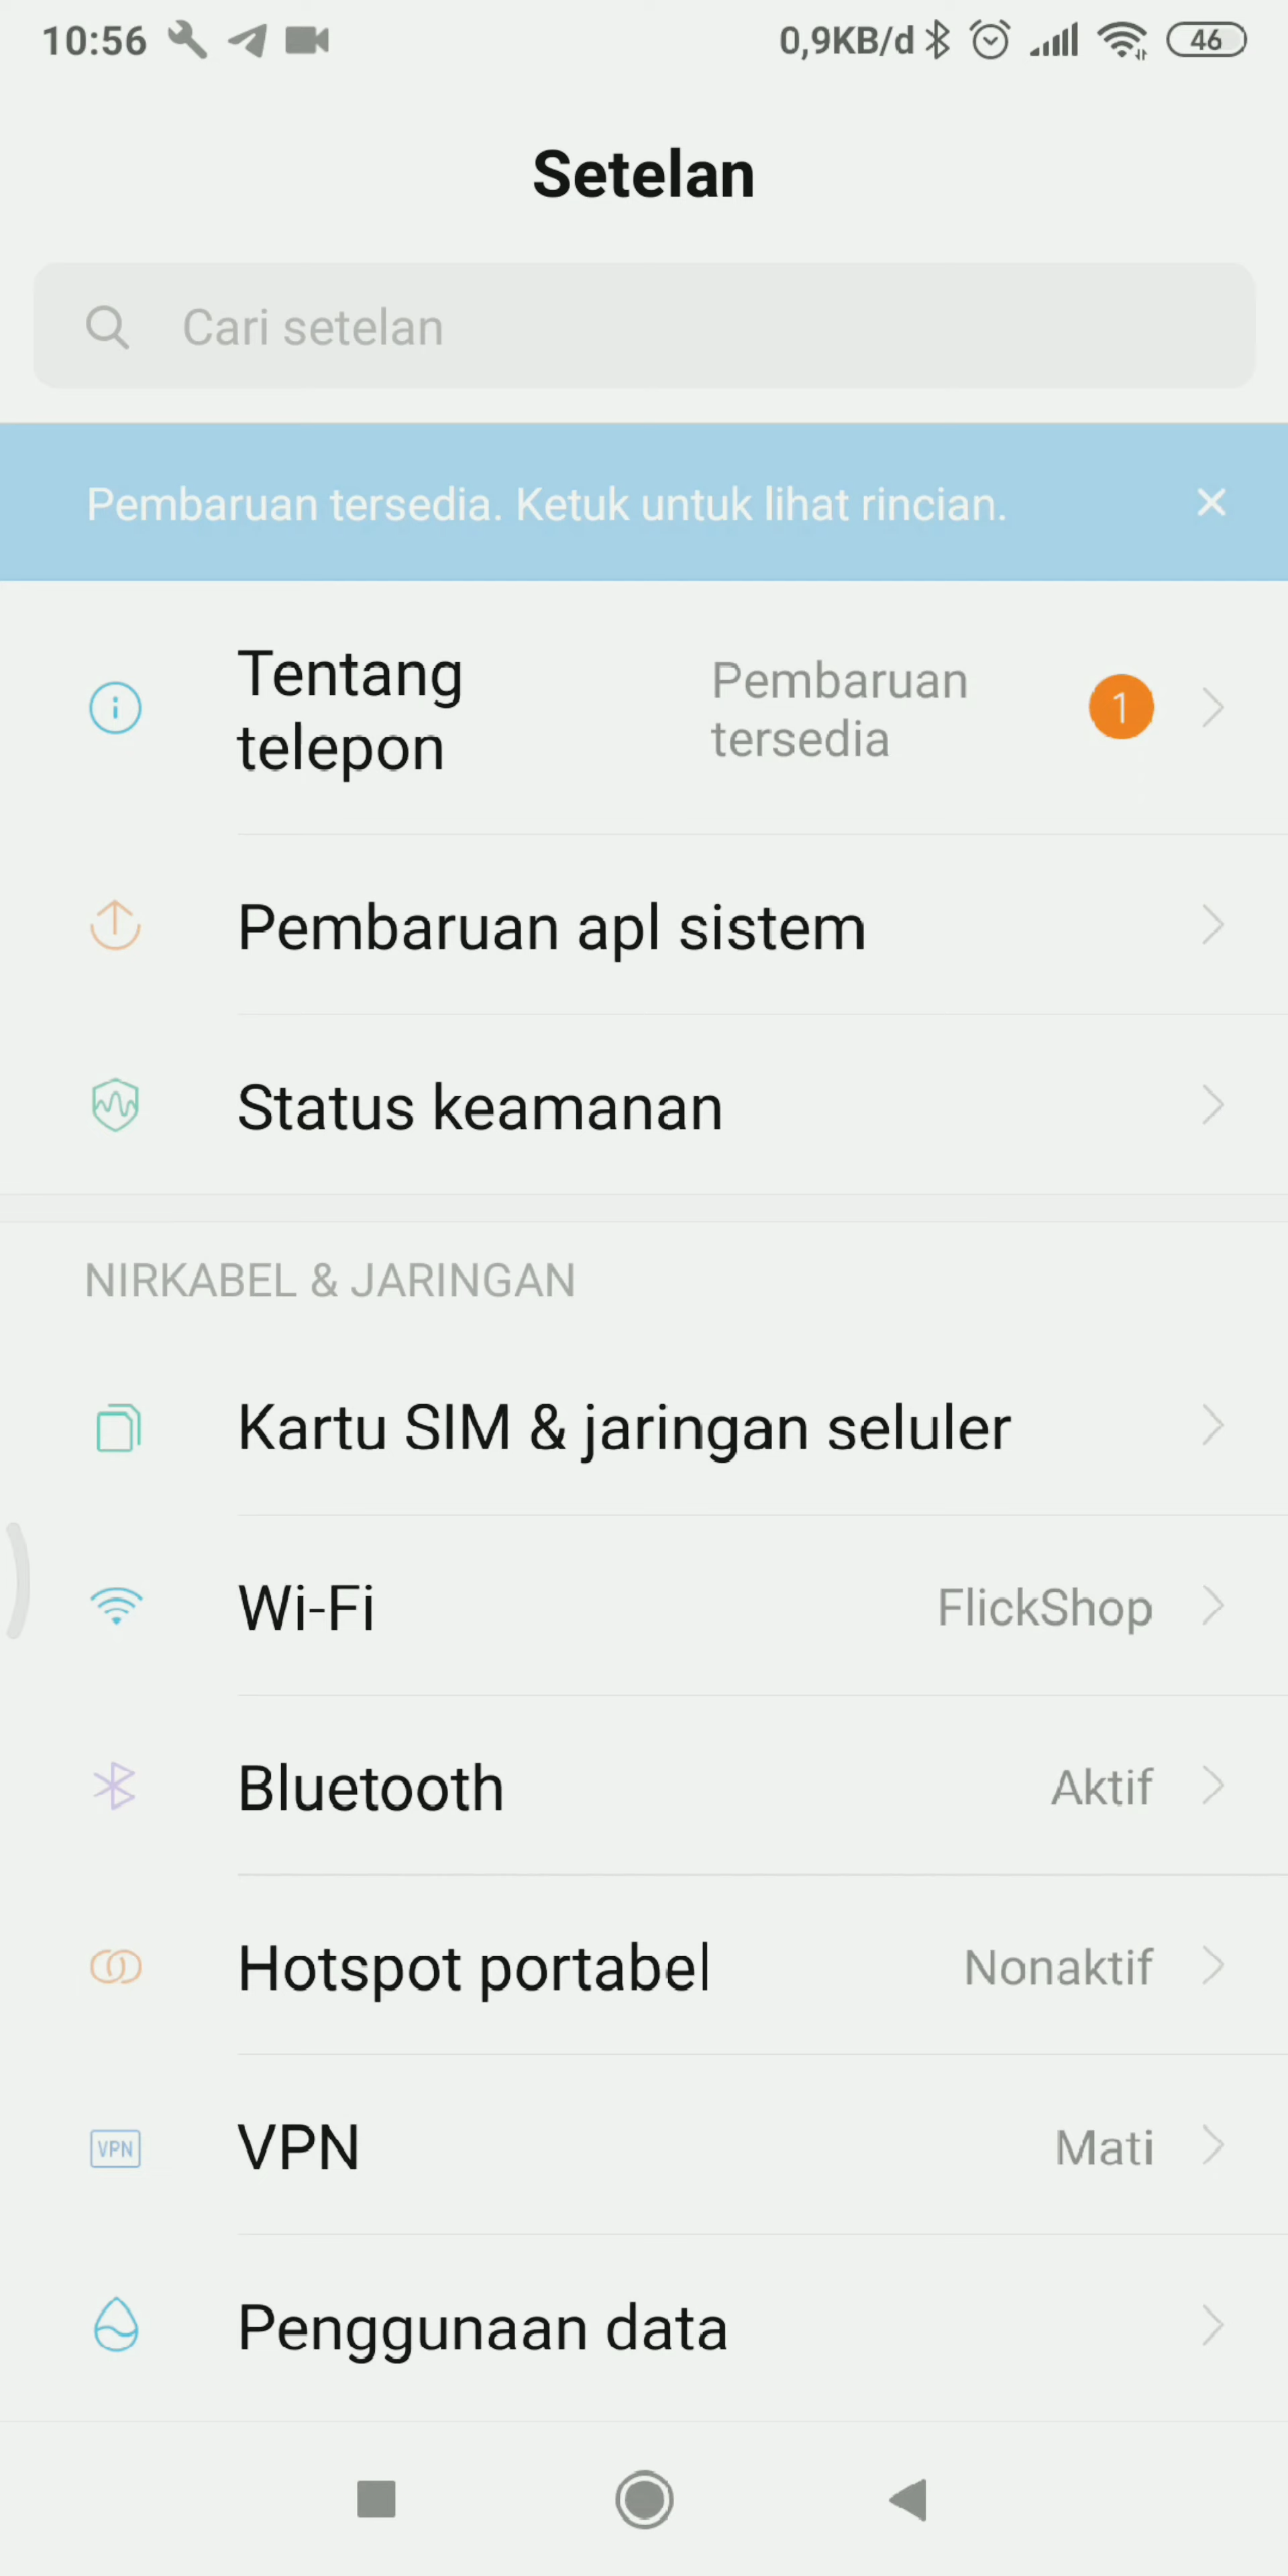 10:56 0,9KB/d 46
Setelan
Cari setelan
Pembaruan tersedia. Ketuk untuk lihat rincian.
Tentang
telepon
Pembaruan
tersedia
1
Pembaruan apl sistem
Status keamanan
NIRKABEL & JARINGAN
Kartu SIM & jaringan seluler
Wi-Fi FlickShop
Bluetooth Aktif
Hotspot portabel Nonaktif
VPN VPN Mati
Penggunaan data